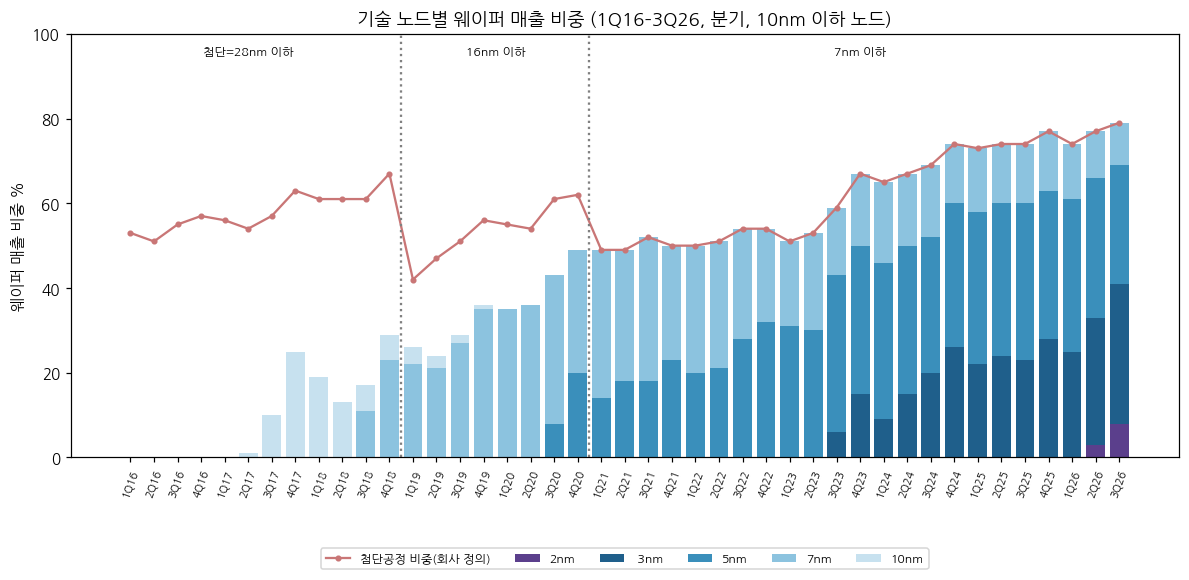 기술 노드별 웨이퍼 매출 비중 (1Q16–3Q26, 분기, 10nm 이하 노드)
첨단=28nm 이하
16nm 이하
7nm 이하
웨이퍼 매출 비중 %
100
80
60
40
20
0
1Q16 2Q16 3Q16 4Q16 1Q17 2Q17 3Q17 4Q17 1Q18 2Q18 3Q18 4Q18 1Q19 2Q19 3Q19 4Q19 1Q20 2Q20 3Q20 4Q20 1Q21 2Q21 3Q21 4Q21 1Q22 2Q22 3Q22 4Q22 1Q23 2Q23 3Q23 4Q23 1Q24 2Q24 3Q24 4Q24 1Q25 2Q25 3Q25 4Q25 1Q26 2Q26 3Q26
첨단공정 비중(회사 정의) 2nm 3nm 5nm 7nm 10nm